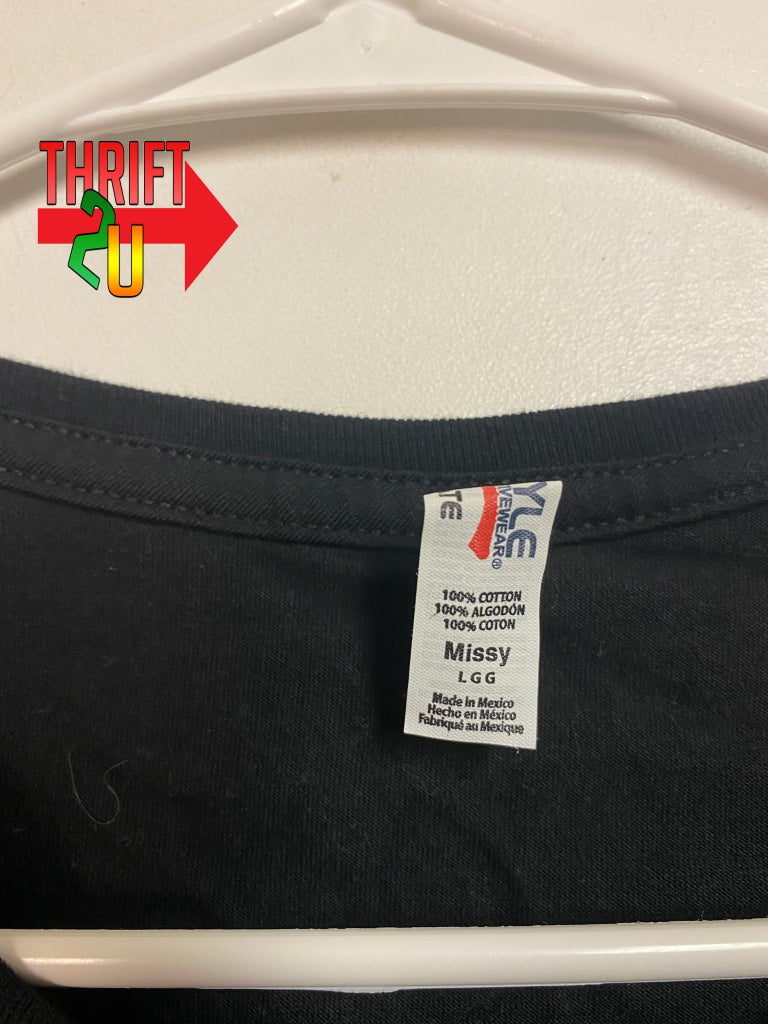 THRIFT
2U
TE
YLE
VEWEAR®
100% COTTON
100% ALGODÓN
100% COTON
Missy
L G G
Made in Mexico
Hecho en México
Fabriqué au Mexique